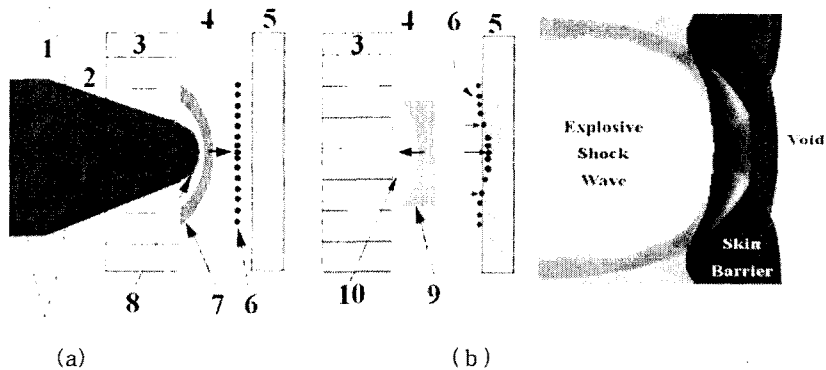 4 5 4 6 5
1 3 3
2
Explosive
Shock
Wave
Void
Skin
Barrier
8 7 6 10 9
(a) (b)